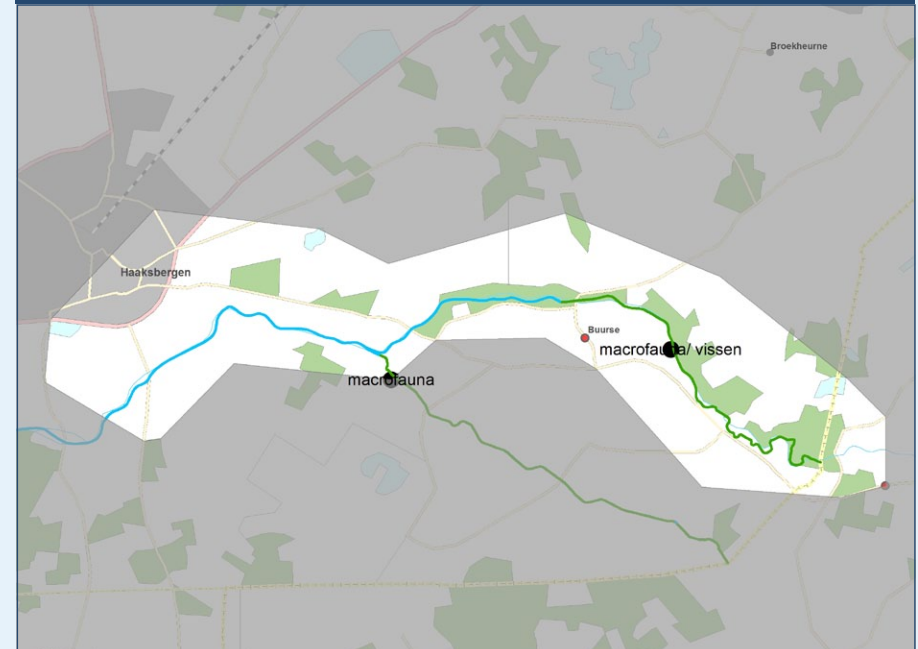 Broekheurne
Haaksbergen
Buurse
macrofauna/ vissen
macrofauna